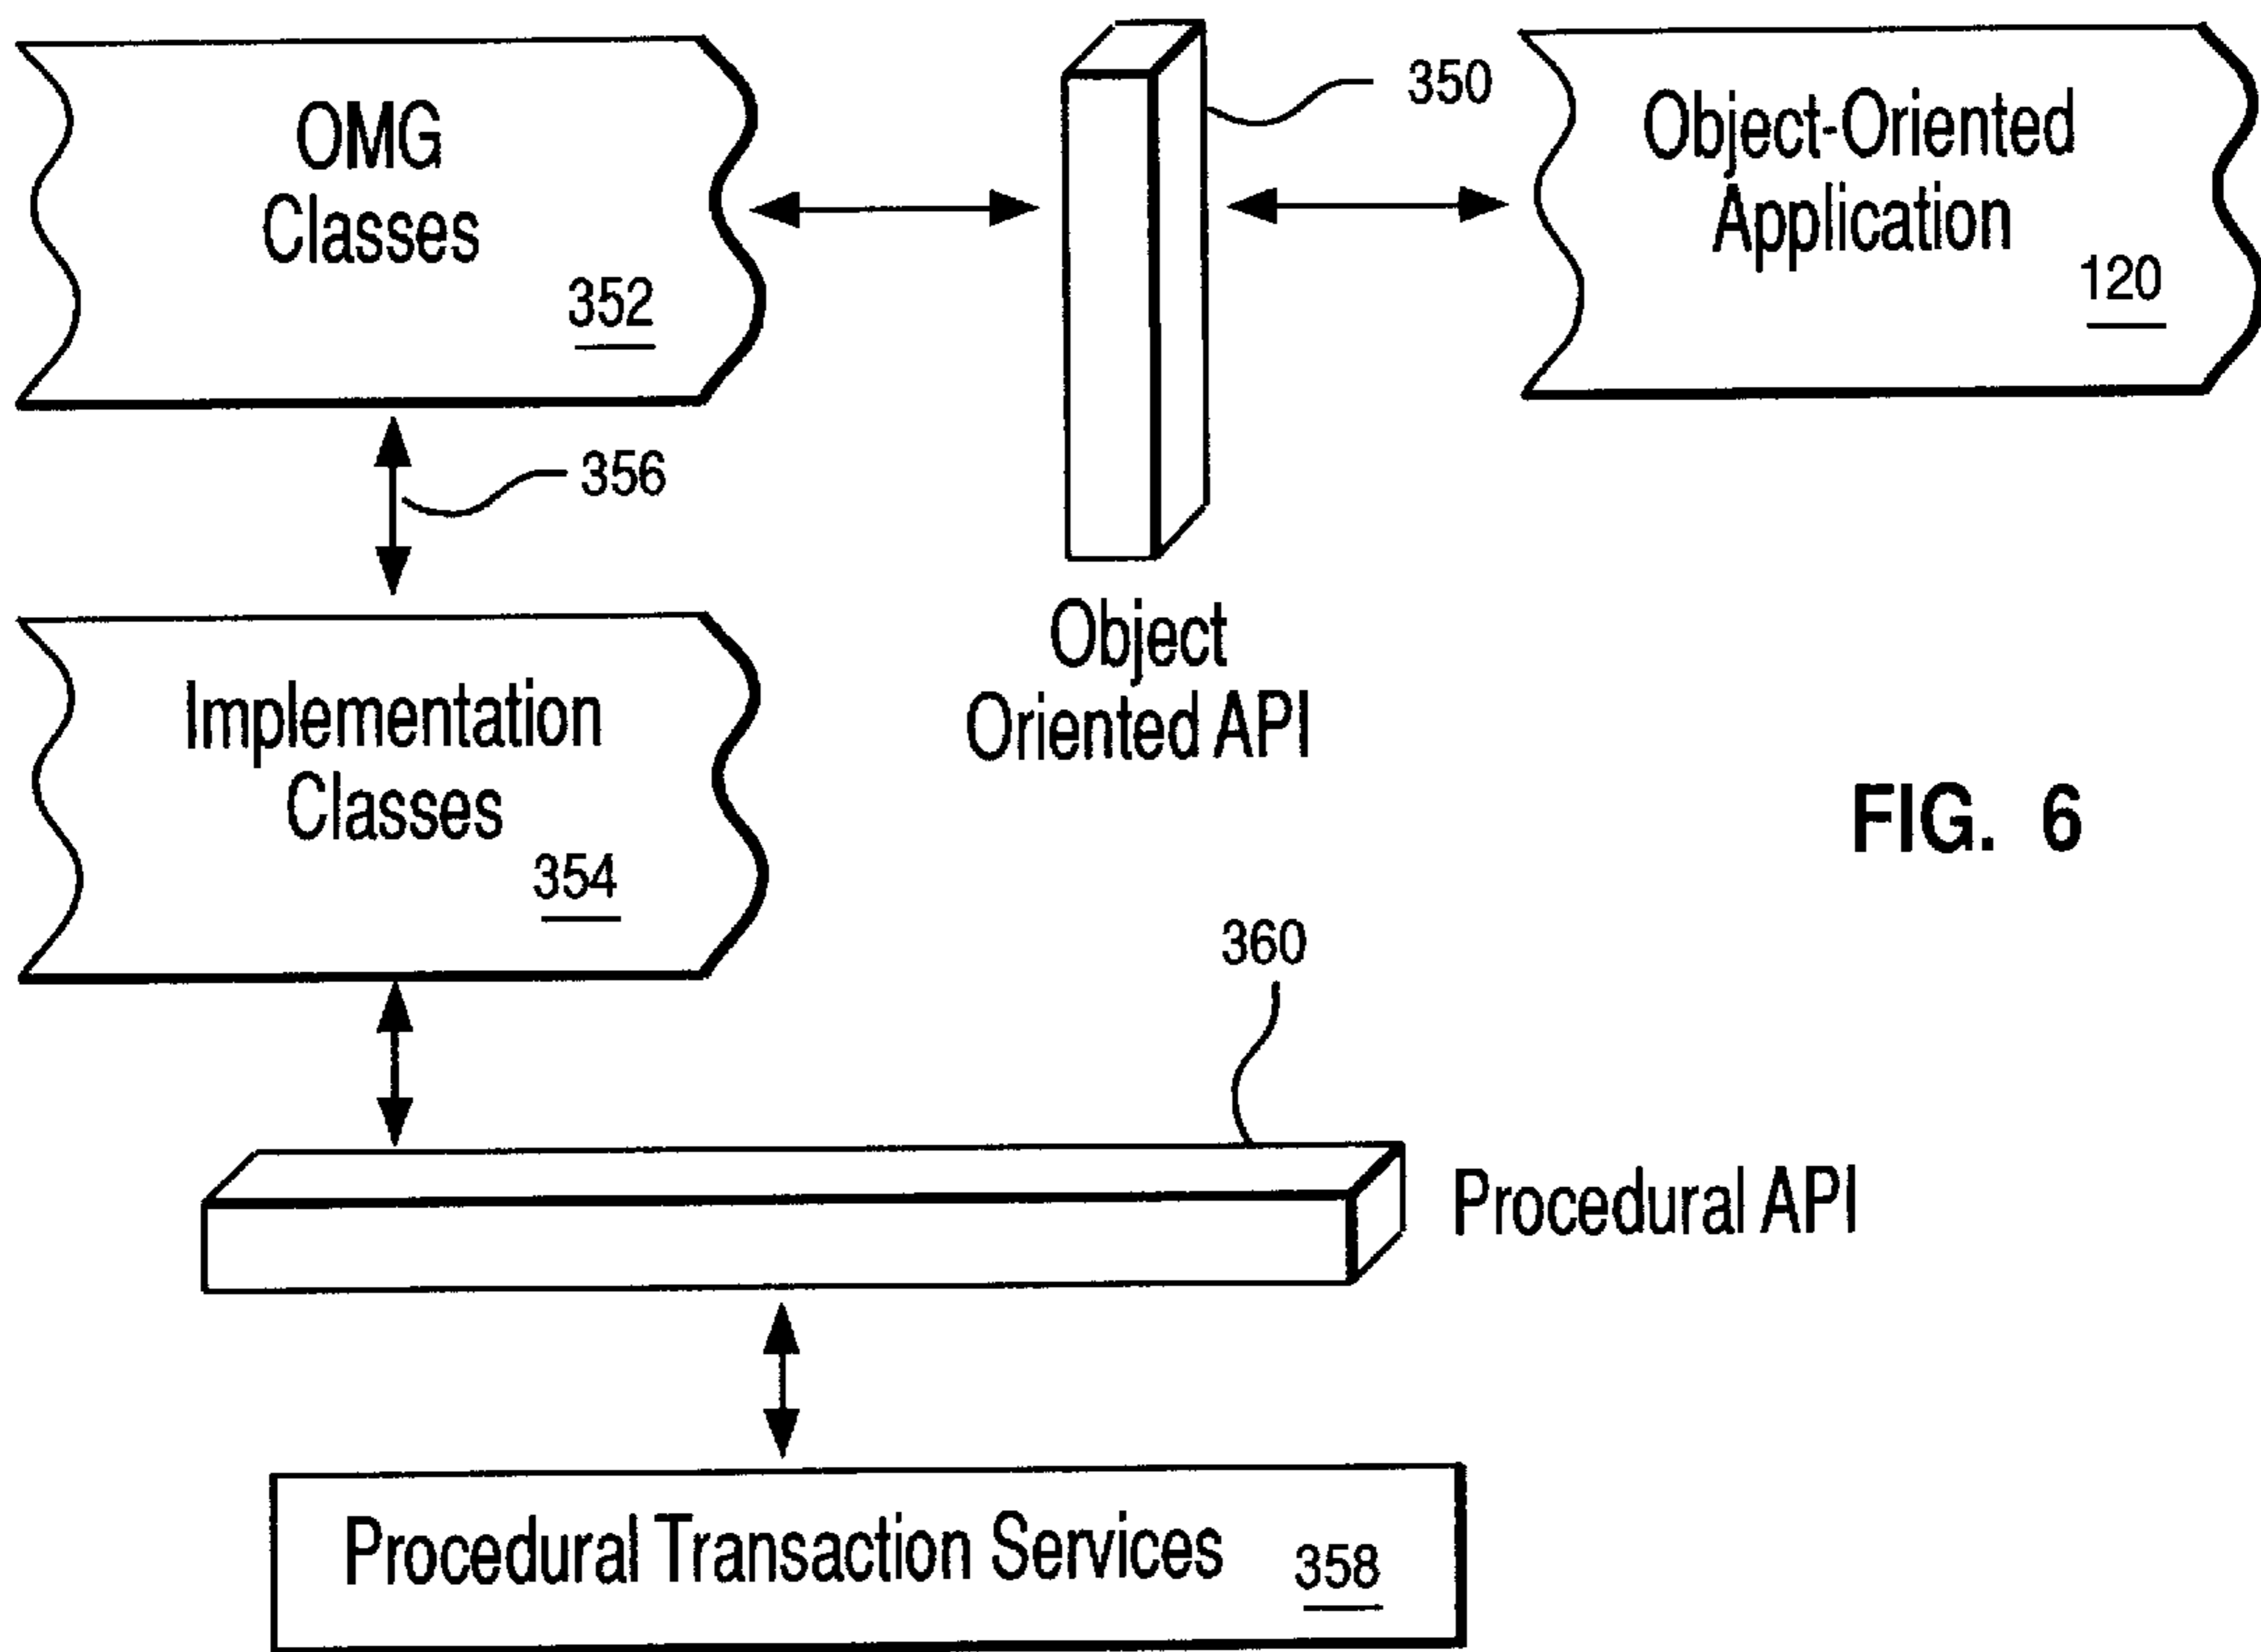 OMG
Classes
352
350
Object-Oriented
Application
120
356
Object
Oriented API
Implementation
Classes
354
FIG. 6
360
Procedural API
Procedural Transaction Services 358